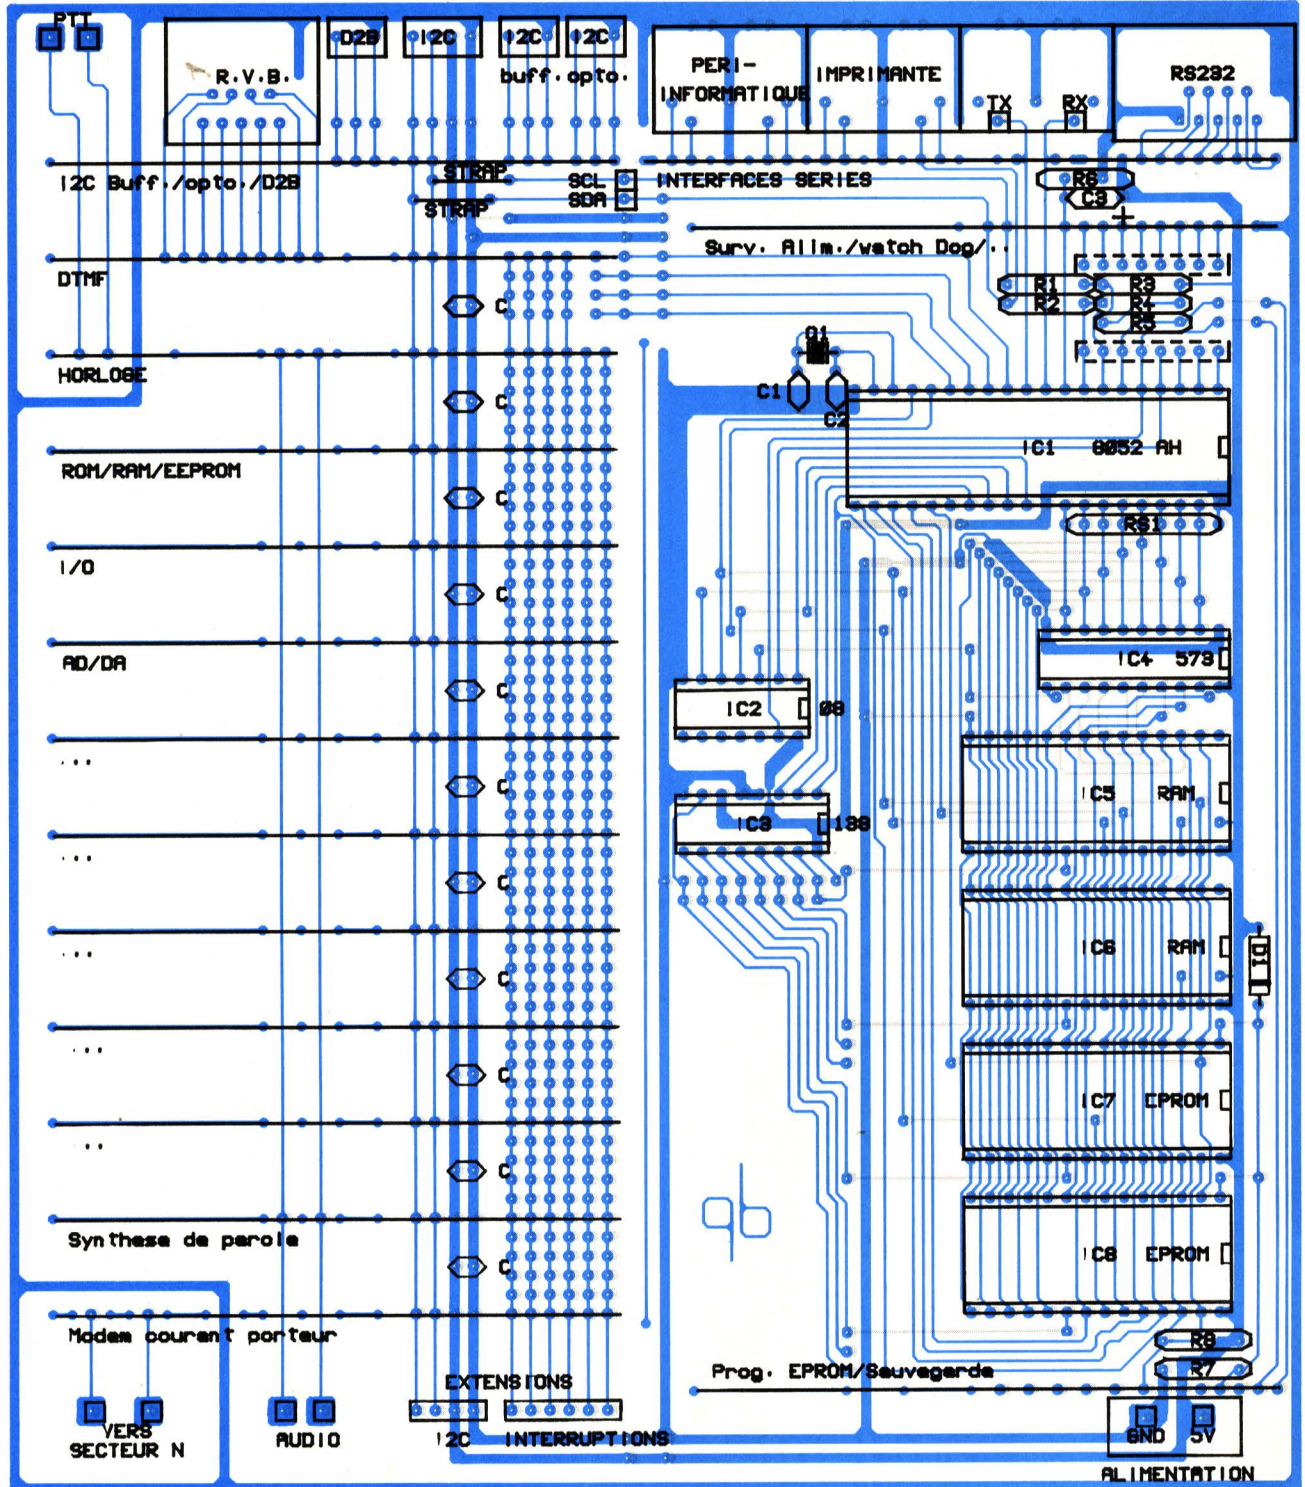 PTT
R.V.B.
D2B
I2C
I2C
I2C
buff.opto.
PERI-
INFORMATIQUE
IMPRIMANTE
TX
RX
RS232
I2C Buff./opto./D2B
STRAP
STRAP
SCL
SDA
INTERFACES SERIES
R6
C3
+
Surv. Alim./watch Dog/..
DTMF
C
R1
R3
R2
R4
R5
Q1
HORLOGE
C
C1
C2
IC1 8052 AH
ROM/RAM/EEPROM
C
RS1
I/O
C
AD/DA
C
IC4 573
IC2 08
...
C
IC5 RAM
IC3 138
...
C
...
C
IC6 RAM
D1
...
C
IC7 EPROM
..
C
Synthese de parole
C
IC8 EPROM
Modem courant porteur
R8
R7
Prog. EPROM/Sauvegarde
EXTENSIONS
VERS
SECTEUR N
AUDIO
I2C
INTERRUPTIONS
GND 5V
ALIMENTATION